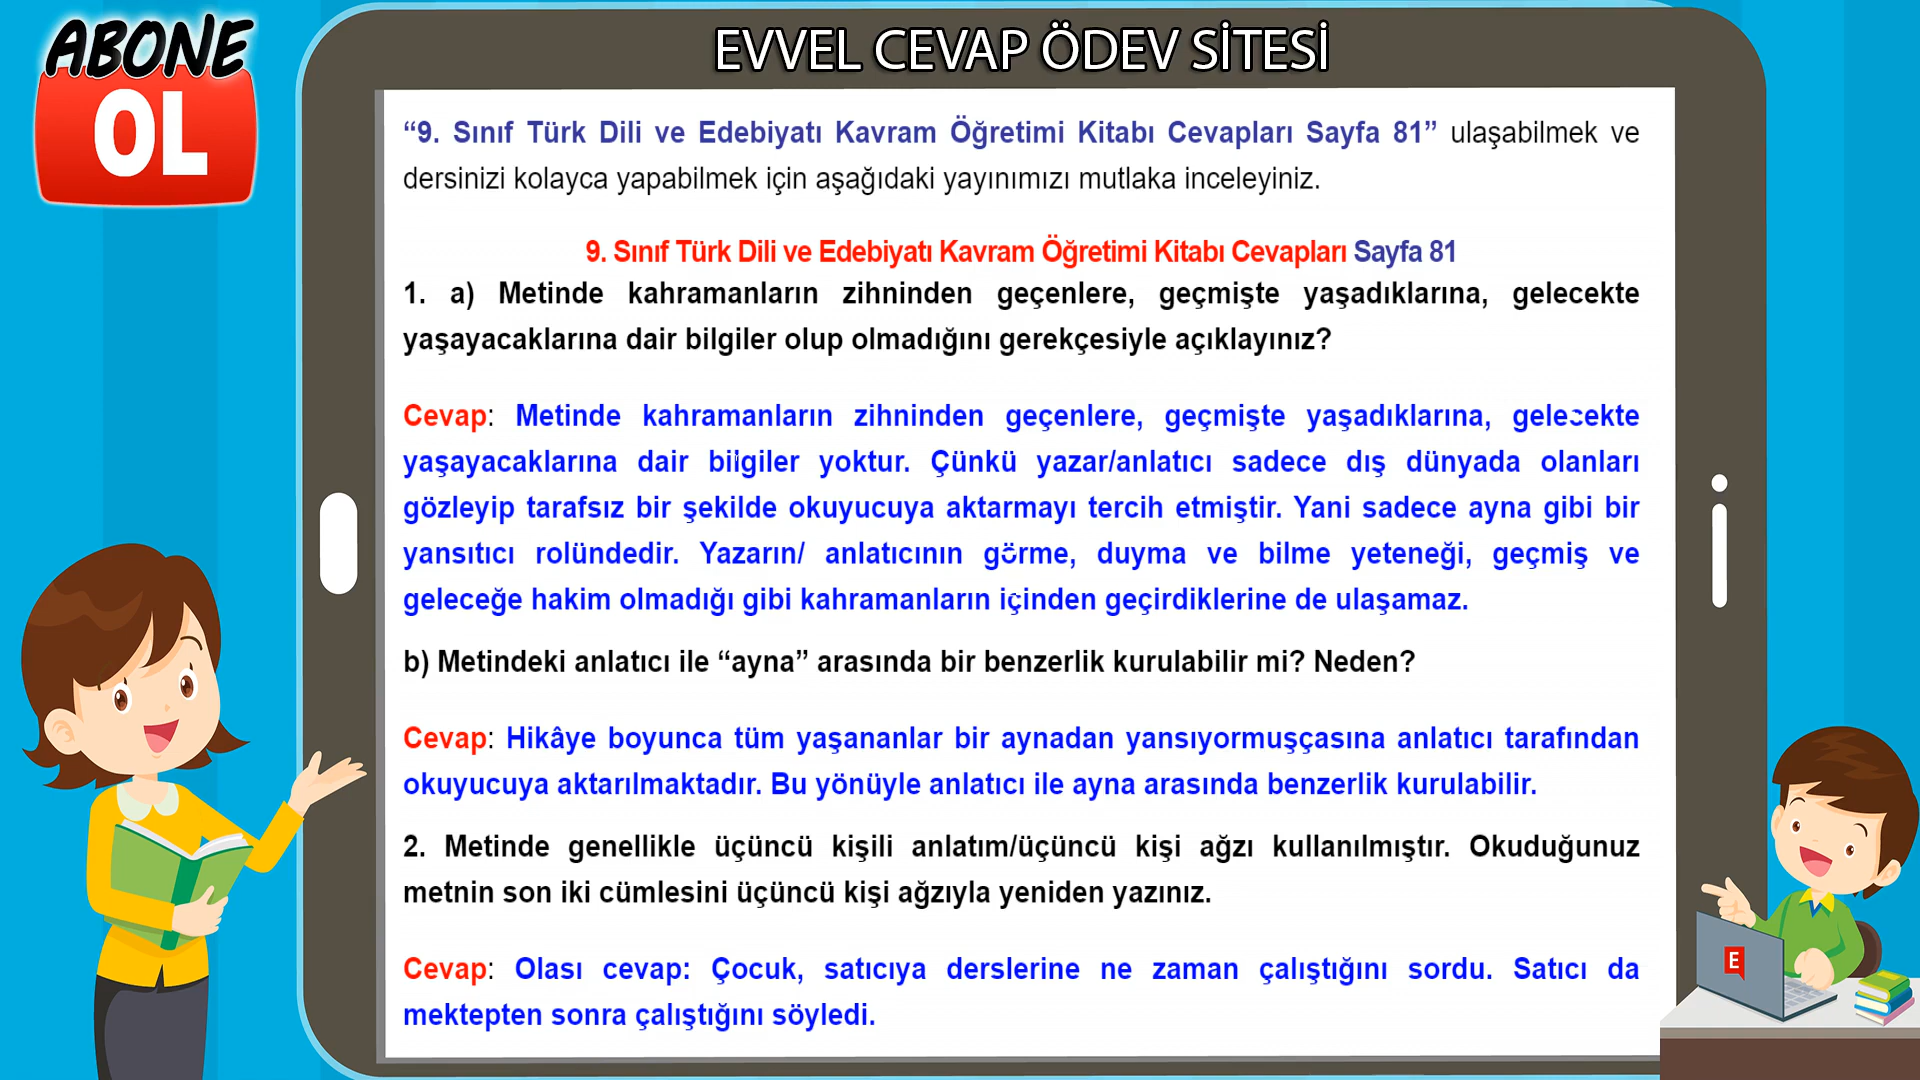 ABONE
OL
EVVEL CEVAP ÖDEV SİTESİ
“9. Sınıf Türk Dili ve Edebiyatı Kavram Öğretimi Kitabı Cevapları Sayfa 81” ulaşabilmek ve
dersinizi kolayca yapabilmek için aşağıdaki yayınımızı mutlaka inceleyiniz.
9. Sınıf Türk Dili ve Edebiyatı Kavram Öğretimi Kitabı Cevapları Sayfa 81
1. a) Metinde kahramanların zihninden geçenlere, geçmişte yaşadıklarına, gelecekte
yaşayacaklarına dair bilgiler olup olmadığını gerekçesiyle açıklayınız?
Cevap: Metinde kahramanların zihninden geçenlere, geçmişte yaşadıklarına, gelecekte
yaşayacaklarına dair bilgiler yoktur. Çünkü yazar/anlatıcı sadece dış dünyada olanları
gözleyip tarafsız bir şekilde okuyucuya aktarmayı tercih etmiştir. Yani sadece ayna gibi bir
yansıtıcı rolündedir. Yazarın/ anlatıcının görme, duyma ve bilme yeteneği, geçmiş ve
geleceğe hakim olmadığı gibi kahramanların içinden geçirdiklerine de ulaşamaz.
b) Metindeki anlatıcı ile “ayna” arasında bir benzerlik kurulabilir mi? Neden?
Cevap: Hikâye boyunca tüm yaşananlar bir aynadan yansıyormuşçasına anlatıcı tarafından
okuyucuya aktarılmaktadır. Bu yönüyle anlatıcı ile ayna arasında benzerlik kurulabilir.
2. Metinde genellikle üçüncü kişili anlatım/üçüncü kişi ağzı kullanılmıştır. Okuduğunuz
metnin son iki cümlesini üçüncü kişi ağzıyla yeniden yazınız.
Cevap: Olası cevap: Çocuk, satıcıya derslerine ne zaman çalıştığını sordu. Satıcı da
mektepten sonra çalıştığını söyledi.
E